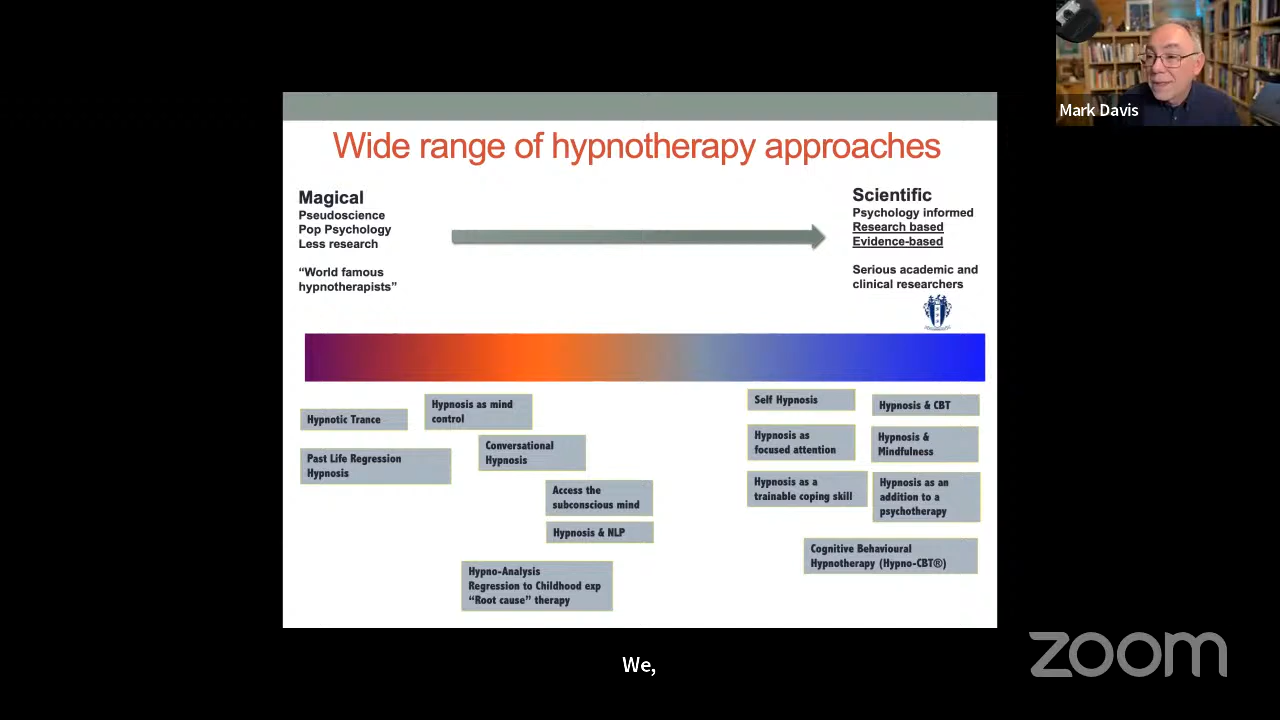 Mark Davis
Wide range of hypnotherapy approaches
Magical
Pseudoscience
Pop Psychology
Less research
“World famous
hypnotherapists”
Scientific
Psychology informed
Research based
Evidence-based
Serious academic and
clinical researchers
Hypnotic Trance
Past Life Regression
Hypnosis
Hypnosis as mind
control
Conversational
Hypnosis
Access the
subconscious mind
Hypnosis & NLP
Hypno-Analysis
Regression to Childhood exp
“Root cause” therapy
Self Hypnosis
Hypnosis as
focused attention
Hypnosis as a
trainable coping skill
Hypnosis & CBT
Hypnosis &
Mindfulness
Hypnosis as an
addition to a
psychotherapy
Cognitive Behavioural
Hypnotherapy (Hypno-CBT®)
We,
zoom